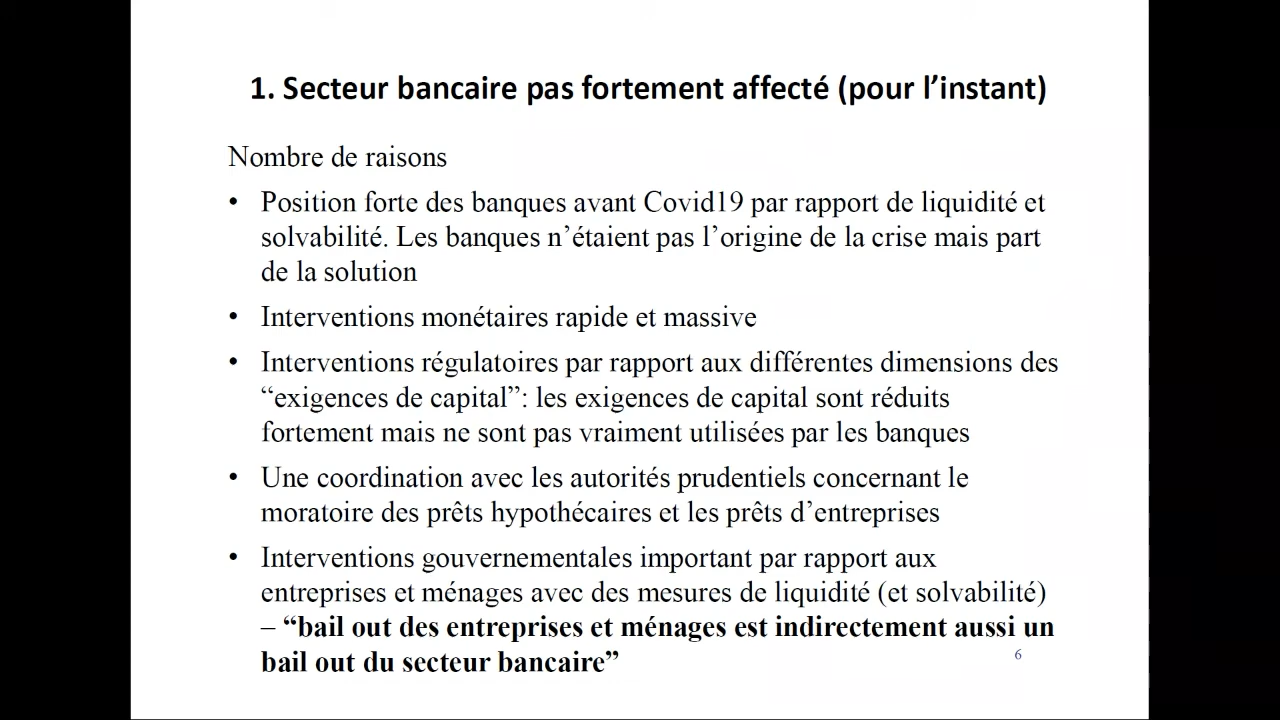 1. Secteur bancaire pas fortement affecté (pour l’instant)
Nombre de raisons
• Position forte des banques avant Covid19 par rapport de liquidité et
solvabilité. Les banques n’étaient pas l’origine de la crise mais part
de la solution
• Interventions monétaires rapide et massive
• Interventions régulatoires par rapport aux différentes dimensions des
“exigences de capital”: les exigences de capital sont réduits
fortement mais ne sont pas vraiment utilisées par les banques
• Une coordination avec les autorités prudentiels concernant le
moratoire des prêts hypothécaires et les prêts d’entreprises
• Interventions gouvernementales important par rapport aux
entreprises et ménages avec des mesures de liquidité (et solvabilité)
– “bail out des entreprises et ménages est indirectement aussi un
bail out du secteur bancaire”
6